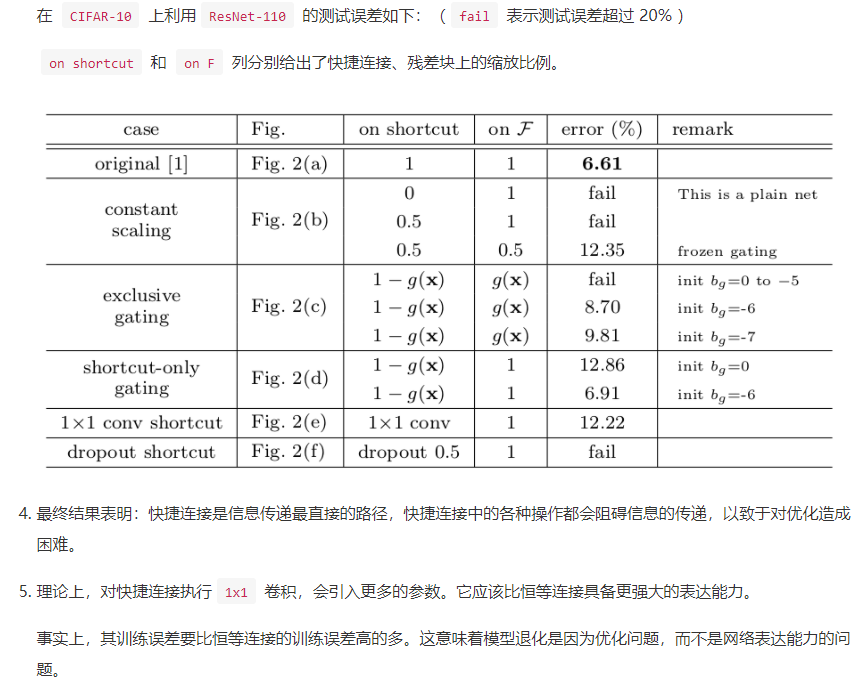 在 CIFAR-10 上利用 ResNet-110 的测试误差如下：（ fail 表示测试误差超过 20% ）
on shortcut 和 on F 列分别给出了快捷连接、残差块上的缩放比例。
case Fig. on shortcut on F error (%) remark
original [1] Fig. 2(a) 1 1 6.61
constant scaling Fig. 2(b) 0 1 fail This is a plain net
0.5 1 fail
0.5 0.5 12.35 frozen gating
exclusive gating Fig. 2(c) 1 − g(x) g(x) fail init bg=0 to −5
1 − g(x) g(x) 8.70 init bg=-6
1 − g(x) g(x) 9.81 init bg=-7
shortcut-only gating Fig. 2(d) 1 − g(x) 1 12.86 init bg=0
1 − g(x) 1 6.91 init bg=-6
1×1 conv shortcut Fig. 2(e) 1×1 conv 1 12.22
dropout shortcut Fig. 2(f) dropout 0.5 1 fail
4. 最终结果表明：快捷连接是信息传递最直接的路径，快捷连接中的各种操作都会阻碍信息的传递，以致于对优化造成
困难。
5. 理论上，对快捷连接执行 1x1 卷积，会引入更多的参数。它应该比恒等连接具备更强大的表达能力。
事实上，其训练误差要比恒等连接的训练误差高的多。这意味着模型退化是因为优化问题，而不是网络表达能力的问
题。